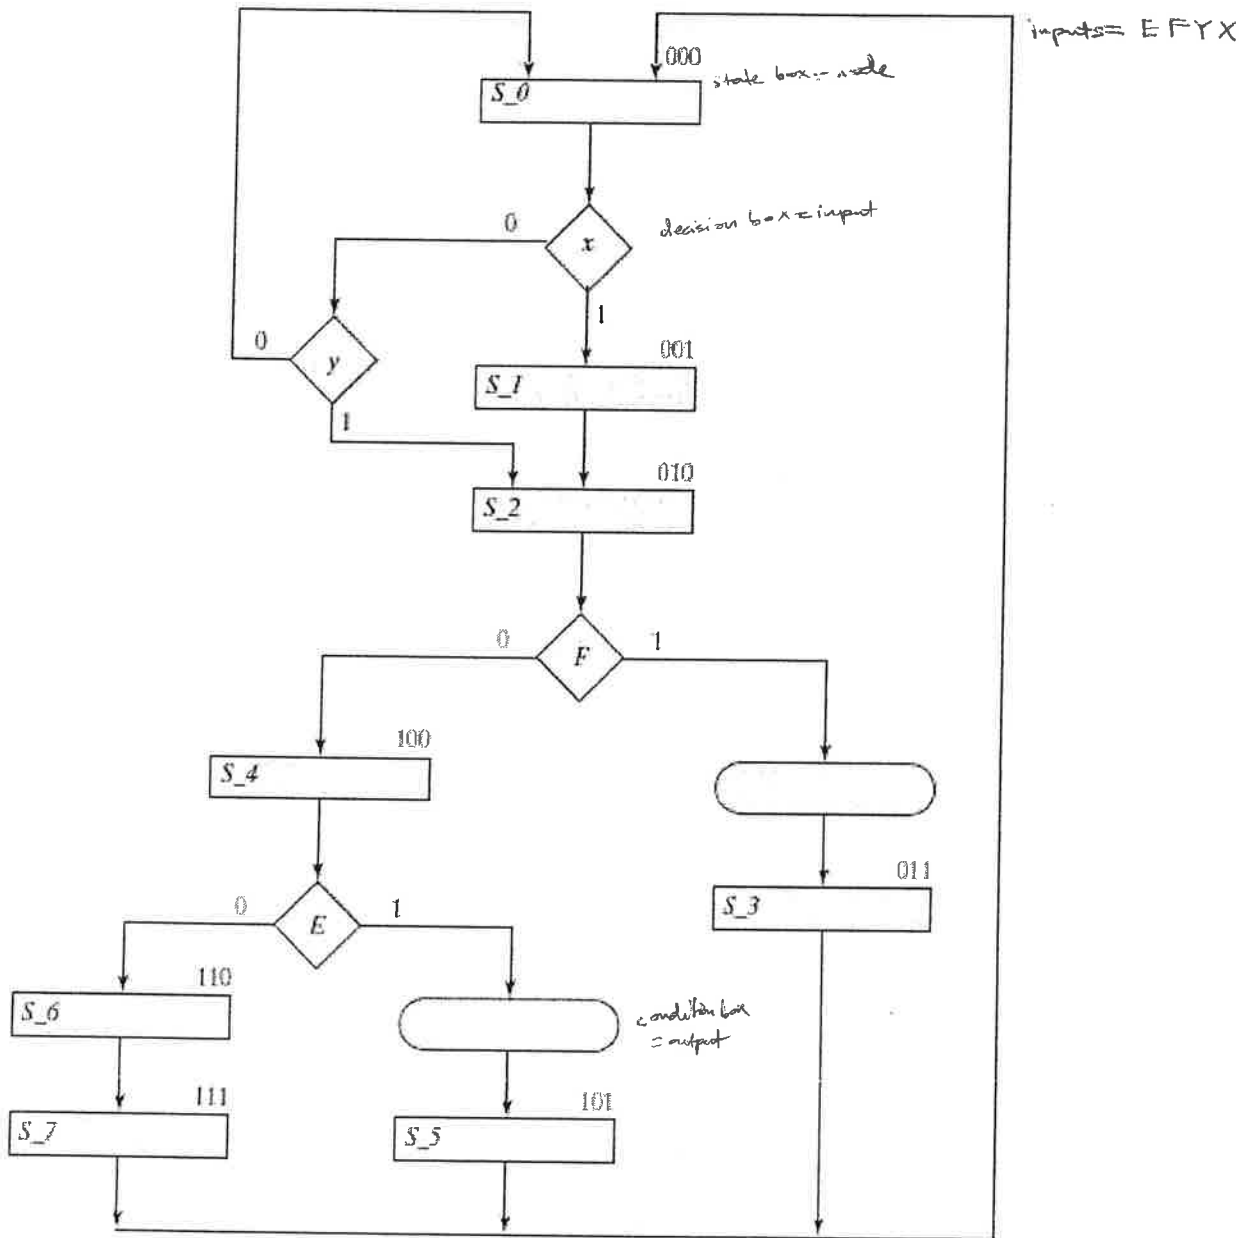 inputs= E F Y X
000
state box = node
S_0
0
x
decision box = input
1
0
y
001
S_1
1
010
S_2
0
F
1
100
S_4
011
S_3
0
E
1
110
S_6
condition box
= output
111
S_7
101
S_5